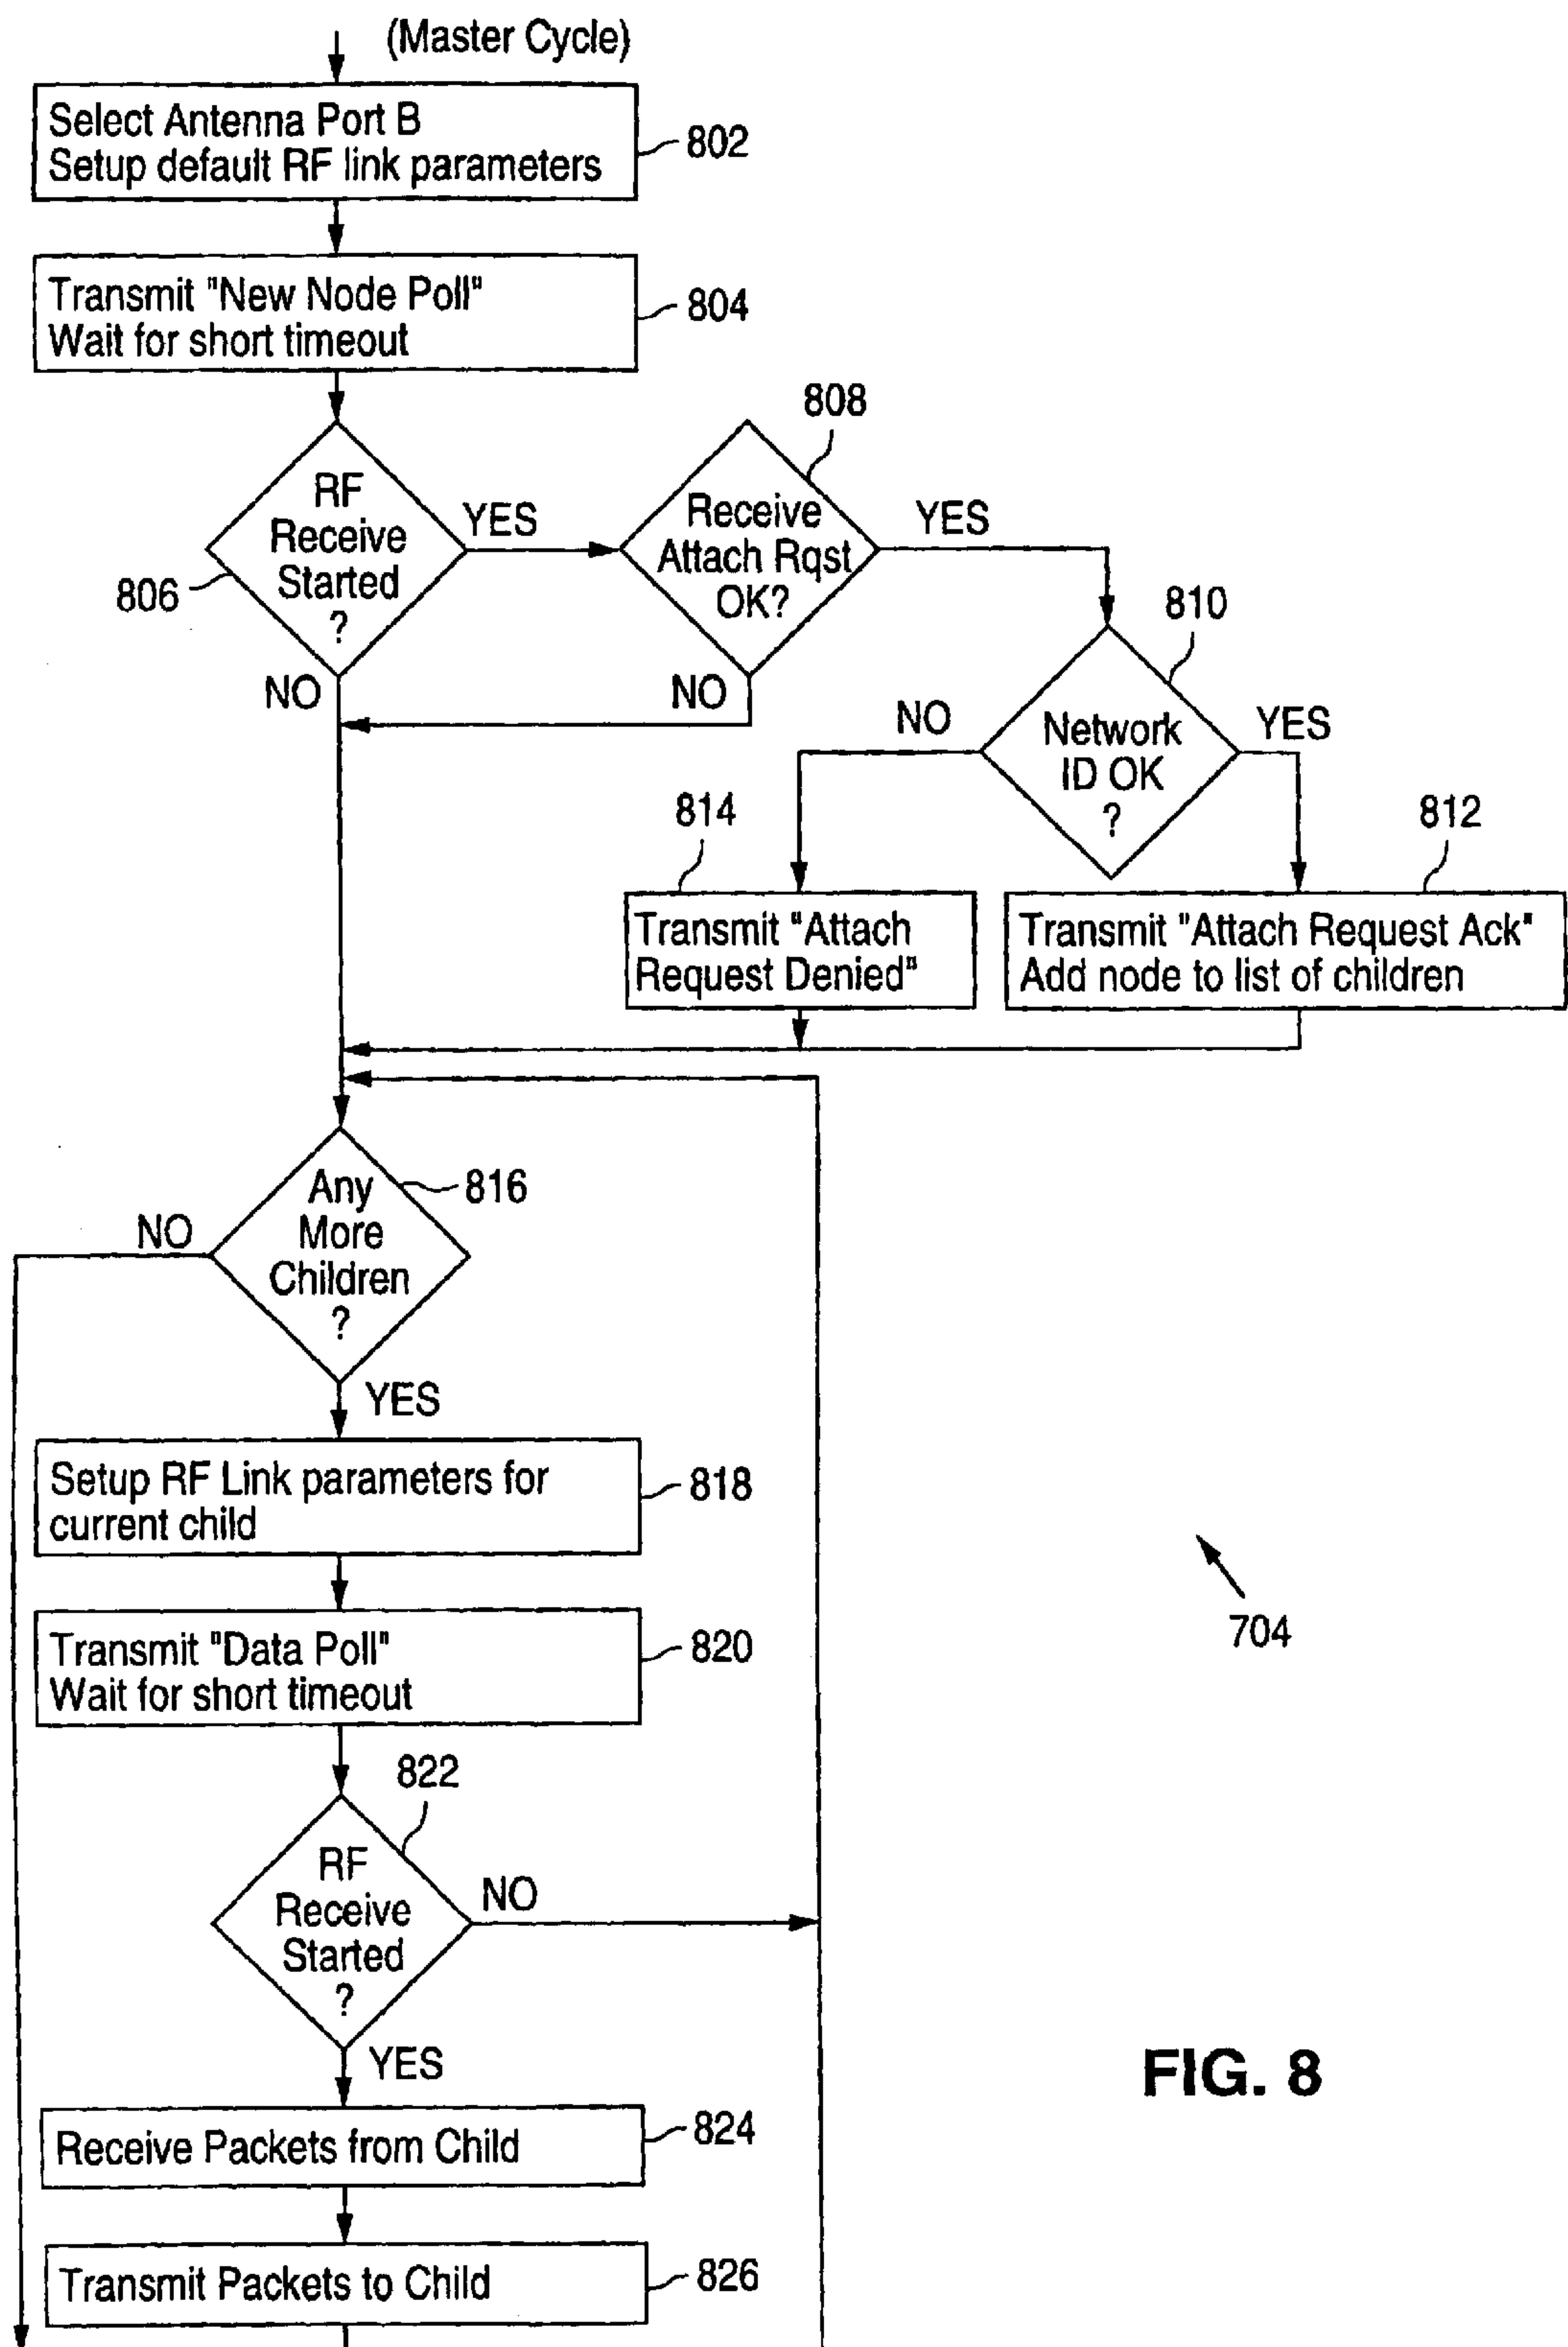 (Master Cycle)
Select Antenna Port B
Setup default RF link parameters
802
Transmit "New Node Poll"
Wait for short timeout
804
RF
Receive
Started
?
806
YES
NO
808
Receive
Attach Rqst
OK?
YES
NO
810
Network
ID OK
?
NO
YES
814
Transmit "Attach
Request Denied"
812
Transmit "Attach Request Ack"
Add node to list of children
Any
More
Children
?
816
NO
YES
Setup RF Link parameters for
current child
818
Transmit "Data Poll"
Wait for short timeout
820
704
822
RF
Receive
Started
?
NO
YES
Receive Packets from Child
824
Transmit Packets to Child
826
FIG. 8